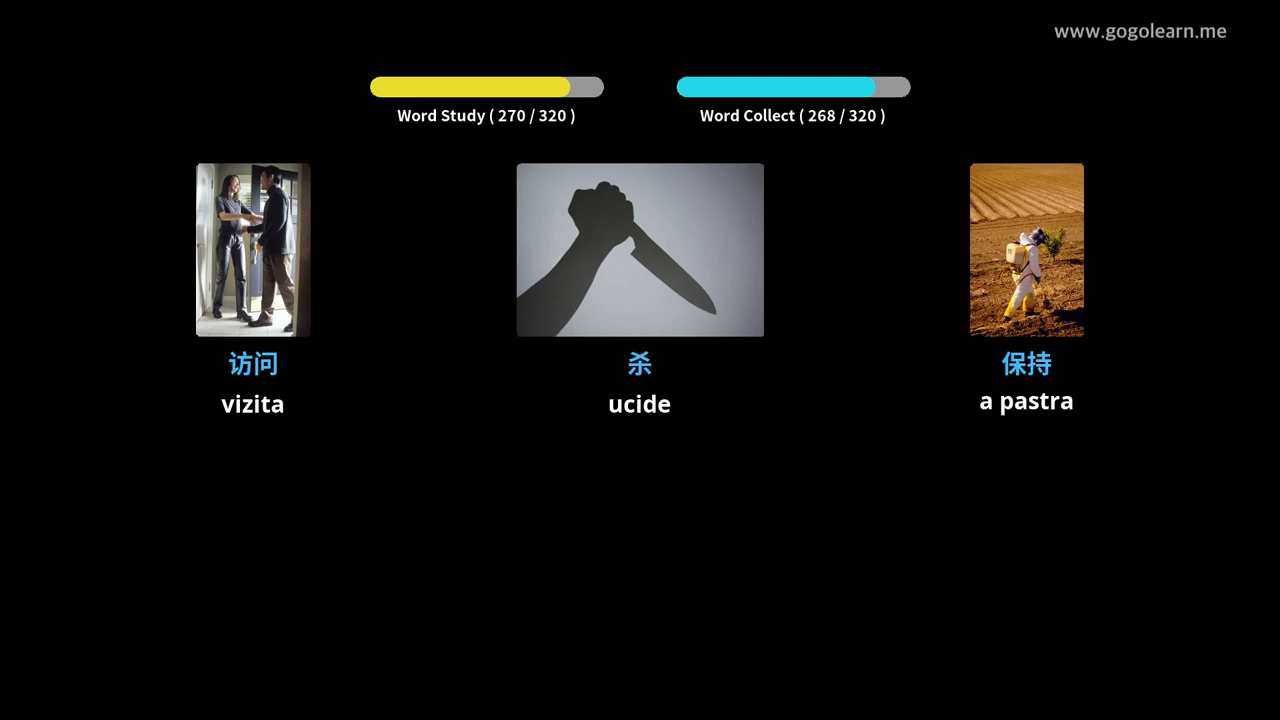 www.gogolearn.me
Word Study ( 270 / 320 )
Word Collect ( 268 / 320 )
访问
杀
保持
vizita
ucide
a pastra